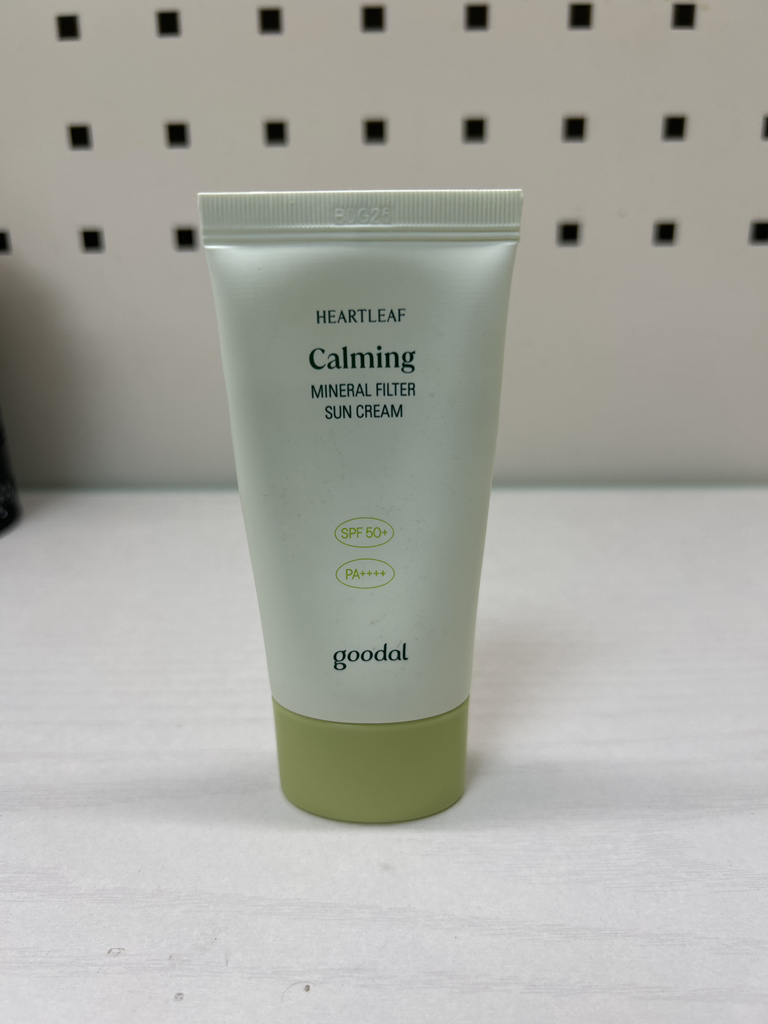 HEARTLEAF
Calming
MINERAL FILTER
SUN CREAM
SPF 50+
PA++++
goodal